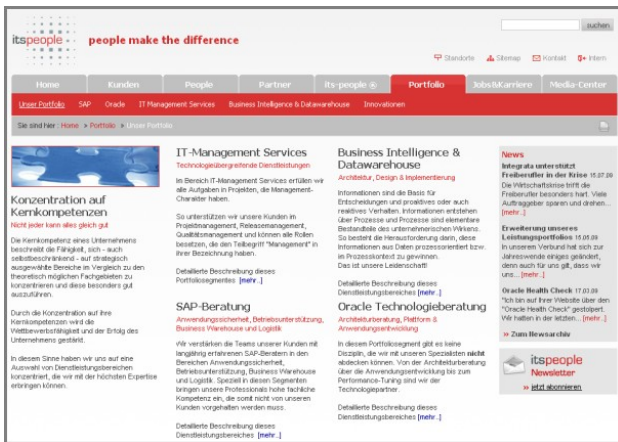 itspeople
people make the difference
suchen
Standorte Sitemap Kontakt Intern
Home Kunden People Partner its-people Portfolio Jobs&Karriere Media-Center
Unser Portfolio SAP Oracle IT Management Services Business Intelligence & Datawarehouse Innovationen
Sie sind hier: Home > Portfolio > Unser Portfolio
Konzentration auf
Kernkompetenzen
Nicht jeder kann alles gleich gut
Die Kernkompetenz eines Unternehmens
beschreibt die Fähigkeit, sich - auch
selbstbeschränkend - auf strategisch
ausgewählte Bereiche im Vergleich zu den
theoretisch möglichen Fachgebieten zu
konzentrieren und diese besonders gut
auszuführen.
Durch die Konzentration auf ihre
Kernkompetenzen wird die
Wettbewerbsfähigkeit und der Erfolg des
Unternehmens gestärkt.
In diesem Sinne haben wir uns auf eine
Auswahl von Dienstleistungsbereichen
konzentriert, die wir mit der höchsten Expertise
erbringen können.
IT-Management Services
Technologieübergreifende Dienstleistungen
Im Bereich IT-Management Services erfüllen wir
alle Aufgaben in Projekten, die Management-
Charakter haben.
So unterstützen wir unsere Kunden im
Projektmanagement, Releasemanagement,
Qualitätsmanagement und können alle Rollen
besetzen, die den Teilbegriff "Management" in
ihrer Bezeichnung haben.
Detaillierte Beschreibung dieses
Portfoliosegmentes [mehr..]
SAP-Beratung
Anwendungssicherheit, Betriebsunterstützung,
Business Warehouse und Logistik
Wir verstärken die Teams unserer Kunden mit
langjährig erfahrenen SAP-Beratern in den
Bereichen Anwendungssicherheit,
Betriebsunterstützung, Business Warehouse
und Logistik. Speziell in diesen Segmenten
bringen unsere Professionals hohe fachliche
Kompetenz ein, die somit nicht von unseren
Kunden vorgehalten werden muss.
Detaillierte Beschreibung dieses
Dienstleistungsbereiches [mehr..]
Business Intelligence &
Datawarehouse
Architektur, Design & Implementierung
Informationen sind die Basis für
Entscheidungen und proaktives oder auch
reaktives Verhalten. Informationen entstehen
über Prozesse und Prozesse sind elementare
Bestandteile des unternehmerischen Wirkens.
So besteht die Herausforderung darin, diese
Informationen aus Daten prozessorientiert bzw.
im Prozesskontext zu gewinnen.
Das ist unsere Leidenschaft!
Detaillierte Beschreibung dieses
Dienstleistungsbereiches [mehr..]
Oracle Technologieberatung
Architekturberatung, Plattform &
Anwendungsentwicklung
In diesem Portfoliosegment gibt es keine
Disziplin, die wir mit unseren Spezialisten nicht
abdecken können. Von der Architekturberatung
über die Anwendungsentwicklung bis zum
Performance-Tuning sind wir der
Technologiepartner.
Detaillierte Beschreibung dieses
Dienstleistungsbereiches [mehr..]
News
Integrata unterstützt
Freiberufler in der Krise 15.07.09
Die Wirtschaftskrise trifft die
Freiberufler besonders hart. Viele
Auftraggeber sparen und drehen...
[mehr..]
Erweiterung unseres
Leistungsportfolios 15.05.09
In unserem Verbund hat sich zur
Jahreswende einiges geändert,
denn auch für uns gilt, dass wir
uns... [mehr..]
Oracle Health Check 17.03.09
"Ich bin auf Ihrer Website über den
"Oracle Health Check" gestolpert.
Wir hatten in der letzten... [mehr..]
» Zum Newsarchiv
itspeople
Newsletter
» jetzt abonnieren